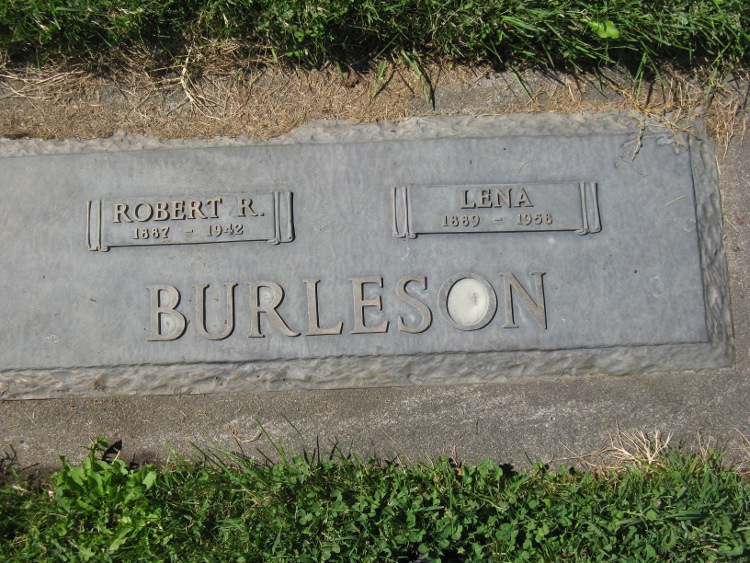 ROBERT R.
1887 - 1942
LENA
1889 - 1958
BURLESON